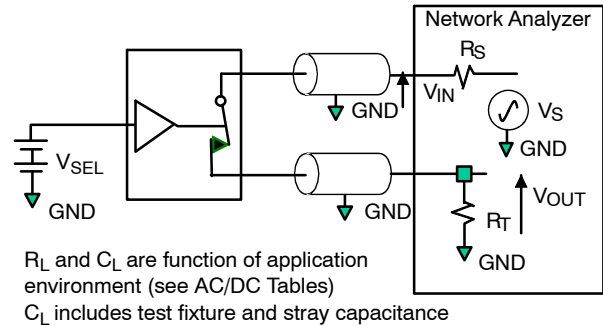 Network Analyzer
RS
GND
VIN
VS
GND
VSEL
GND
GND
VOUT
RT
GND
RL and CL are function of application
environment (see AC/DC Tables)
CL includes test fixture and stray capacitance